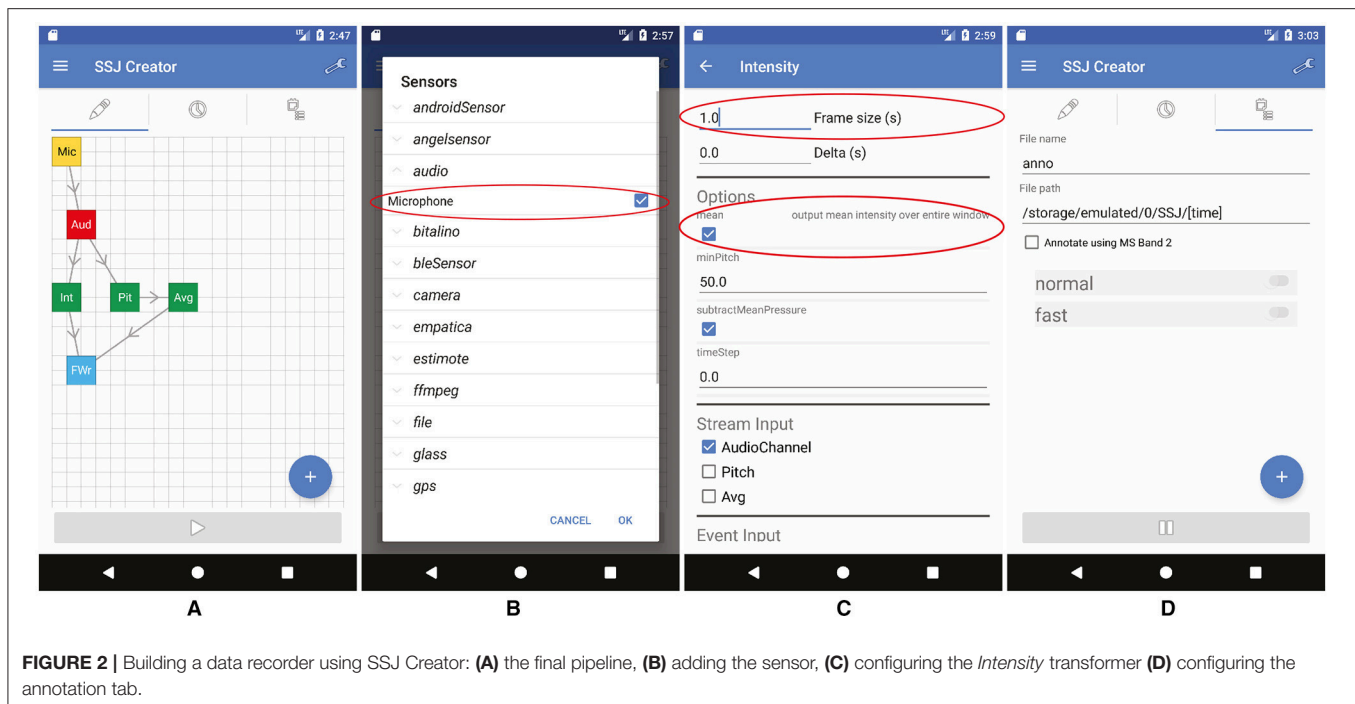 LTE 2:47
SSJ Creator
Mic
Aud
Int Pit Avg
FWr
A
2:57
Sensors
androidSensor
angelsensor
audio
Microphone
bitalino
bleSensor
camera
empatica
estimote
ffmpeg
file
glass
gps
CANCEL OK
B
LTE 2:59
Intensity
1.0 Frame size (s)
0.0 Delta (s)
Options
mean output mean intensity over entire window
minPitch
50.0
subtractMeanPressure
timeStep
0.0
Stream Input
AudioChannel
Pitch
Avg
Event Input
C
LTE 3:03
SSJ Creator
File name
anno
File path
/storage/emulated/0/SSJ/[time]
Annotate using MS Band 2
normal
fast
D
FIGURE 2 | Building a data recorder using SSJ Creator: (A) the final pipeline, (B) adding the sensor, (C) configuring the Intensity transformer (D) configuring the
annotation tab.